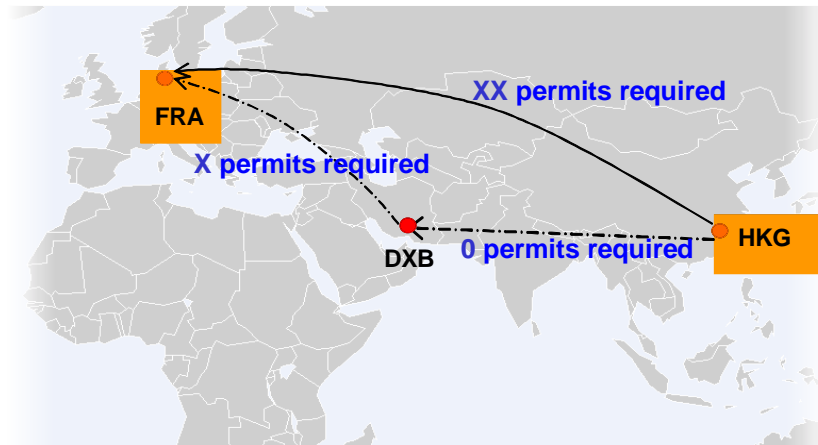 XX permits required
FRA
X permits required
HKG
0 permits required
DXB